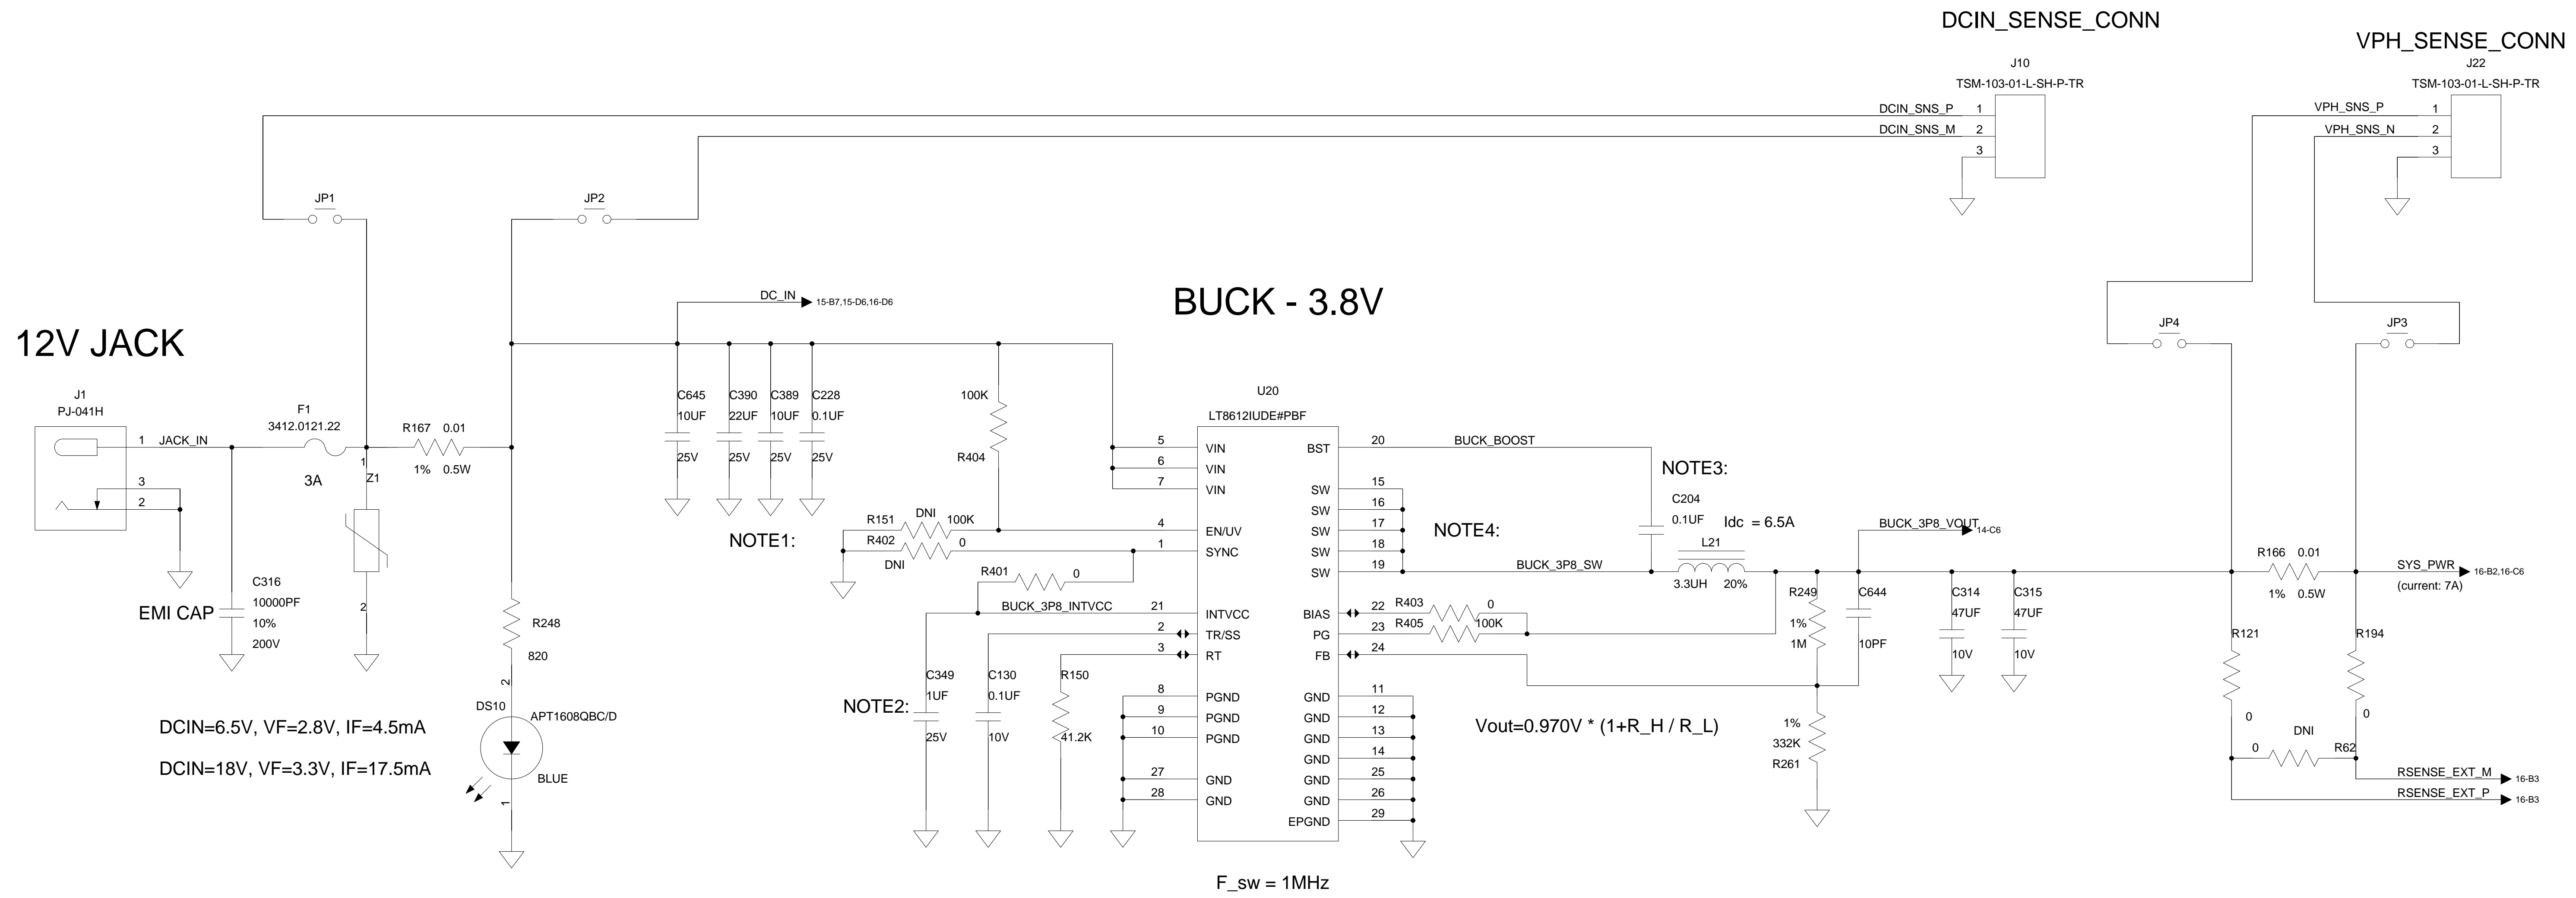 DCIN_SENSE_CONN
VPH_SENSE_CONN
J10
TSM-103-01-L-SH-P-TR
J22
TSM-103-01-L-SH-P-TR
DCIN_SNS_P 1
DCIN_SNS_M 2
3
VPH_SNS_P 1
VPH_SNS_N 2
3
JP1
JP2
DC_IN 15-B7,15-D6,16-D6
BUCK - 3.8V
12V JACK
JP4
JP3
J1
PJ-041H
1 JACK_IN
3
2
F1
3412.0121.22
3A
R167 0.01
1% 0.5W
1
Z1
2
C316
10000PF
10%
200V
EMI CAP
C645
10UF
25V
C390
22UF
25V
C389
10UF
25V
C228
0.1UF
25V
NOTE1:
100K
R404
R151 DNI 100K
R402 0
DNI
R401 0
BUCK_3P8_INTVCC
R248
820
2
DS10
APT1608QBC/D
BLUE
1
DCIN=6.5V, VF=2.8V, IF=4.5mA
DCIN=18V, VF=3.3V, IF=17.5mA
NOTE2:
C349
1UF
25V
C130
0.1UF
10V
R150
41.2K
U20
LT8612IUDE#PBF
5 VIN
6 VIN
7 VIN
4 EN/UV
1 SYNC
21 INTVCC
2 TR/SS
3 RT
8 PGND
9 PGND
10 PGND
27 GND
28 GND
BST 20
SW 15
SW 16
SW 17
SW 18
SW 19
BIAS 22
PG 23
FB 24
GND 11
GND 12
GND 13
GND 14
GND 25
GND 26
EPGND 29
F_sw = 1MHz
BUCK_BOOST
NOTE3:
C204
0.1UF
Idc = 6.5A
NOTE4:
BUCK_3P8_SW
L21
3.3UH 20%
BUCK_3P8_VOUT 14-C6
R403 0
R405 100K
R249
1%
1M
C644
10PF
C314
47UF
10V
C315
47UF
10V
Vout=0.970V * (1+R_H / R_L)
1%
332K
R261
R166 0.01
1% 0.5W
SYS_PWR 16-B2,16-C6
(current: 7A)
R121
0
R194
0
DNI
0 R62
RSENSE_EXT_M 16-B3
RSENSE_EXT_P 16-B3